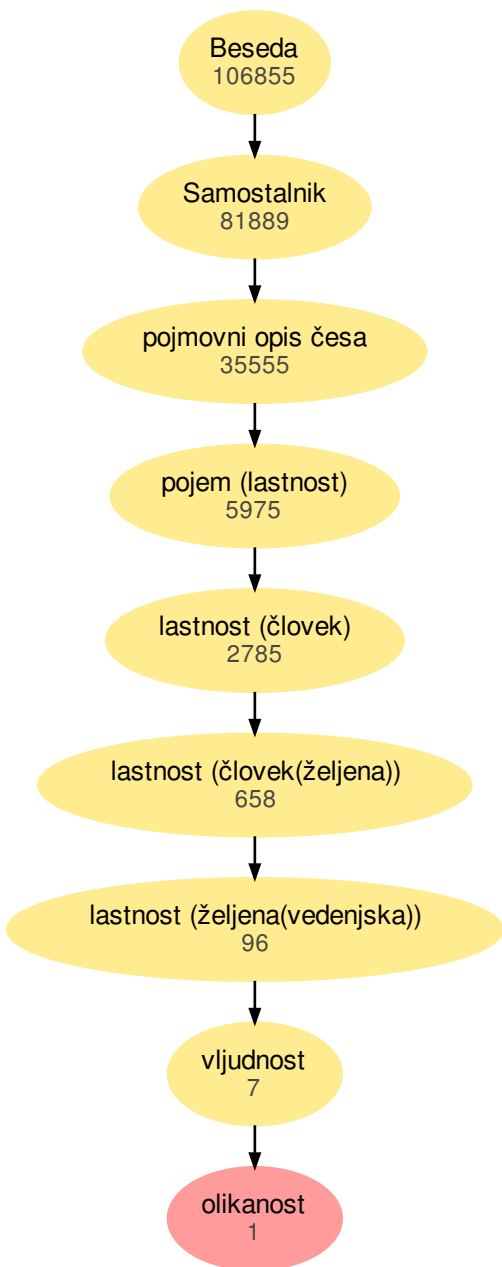 Beseda
106855
Samostalnik
81889
pojmovni opis česa
35555
pojem (lastnost)
5975
lastnost (človek)
2785
lastnost (človek(željena))
658
lastnost (željena(vedenjska))
96
vljudnost
7
olikanost
1